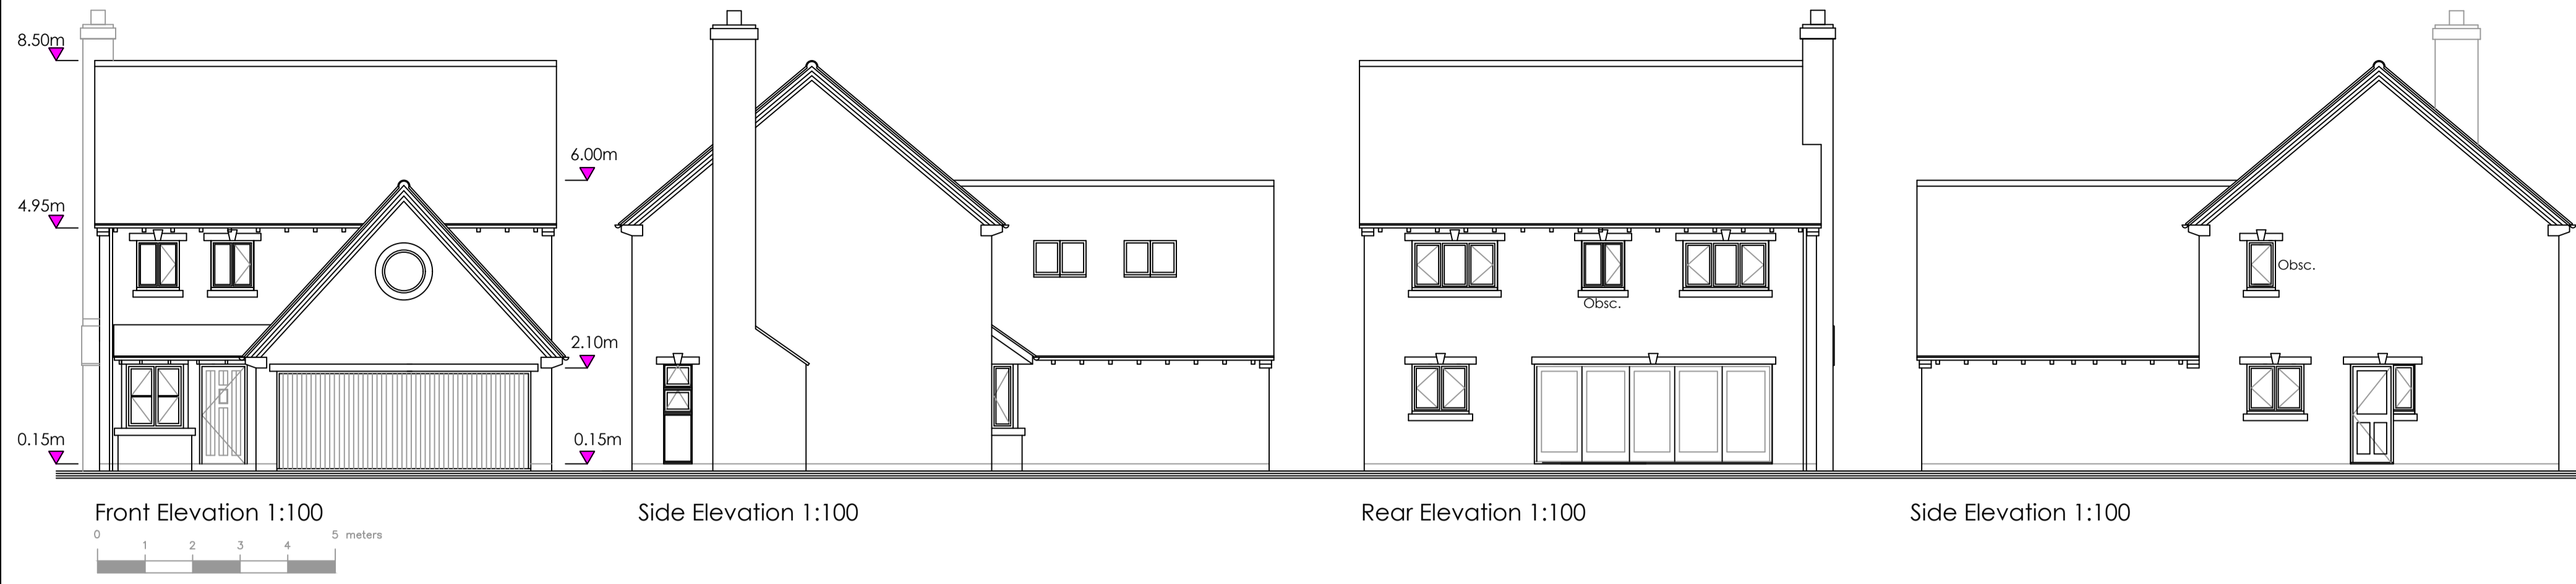 8.50m
6.00m
4.95m
2.10m
0.15m
0.15m
Obsc.
Obsc.
Front Elevation 1:100
Side Elevation 1:100
Rear Elevation 1:100
Side Elevation 1:100
0 1 2 3 4 5 meters